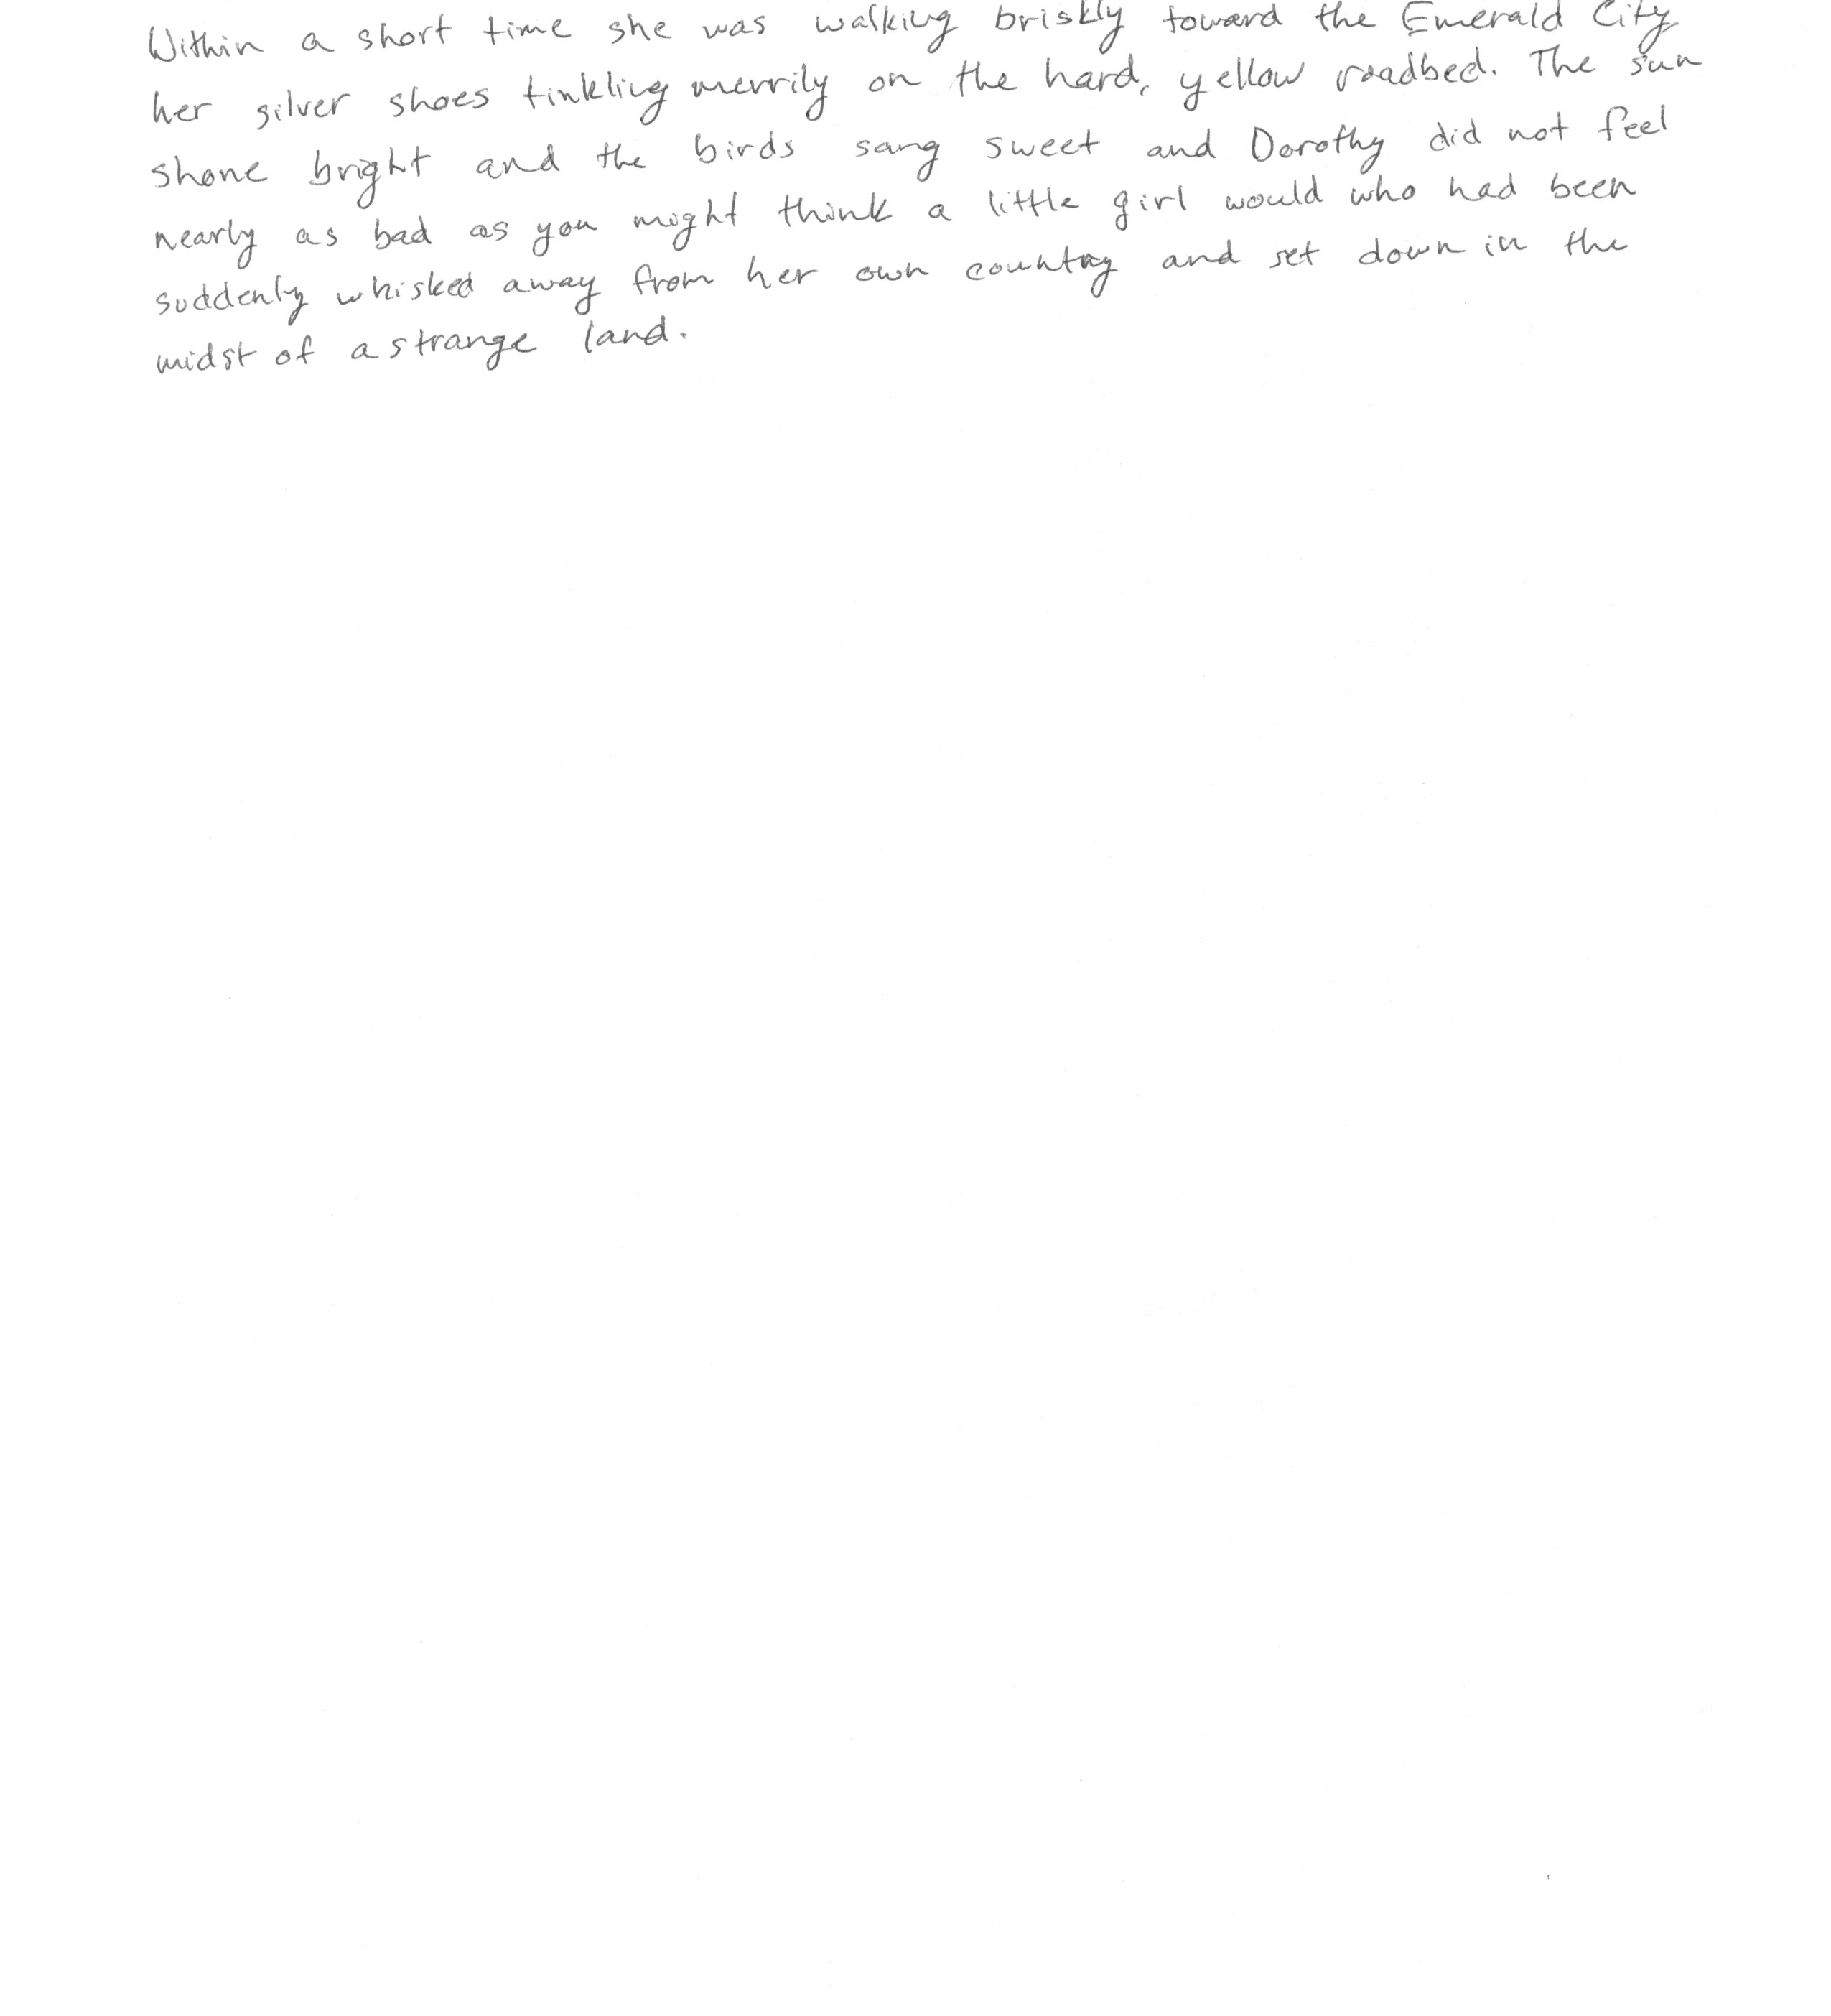 Within a short time she was walking briskly toward the Emerald City,
her silver shoes tinkling merrily on the hard, yellow roadbed. The sun
shone bright and the birds sang sweet and Dorothy did not feel
nearly as bad as you might think a little girl would who had been
suddenly whisked away from her own country and set down in the
midst of a strange land.